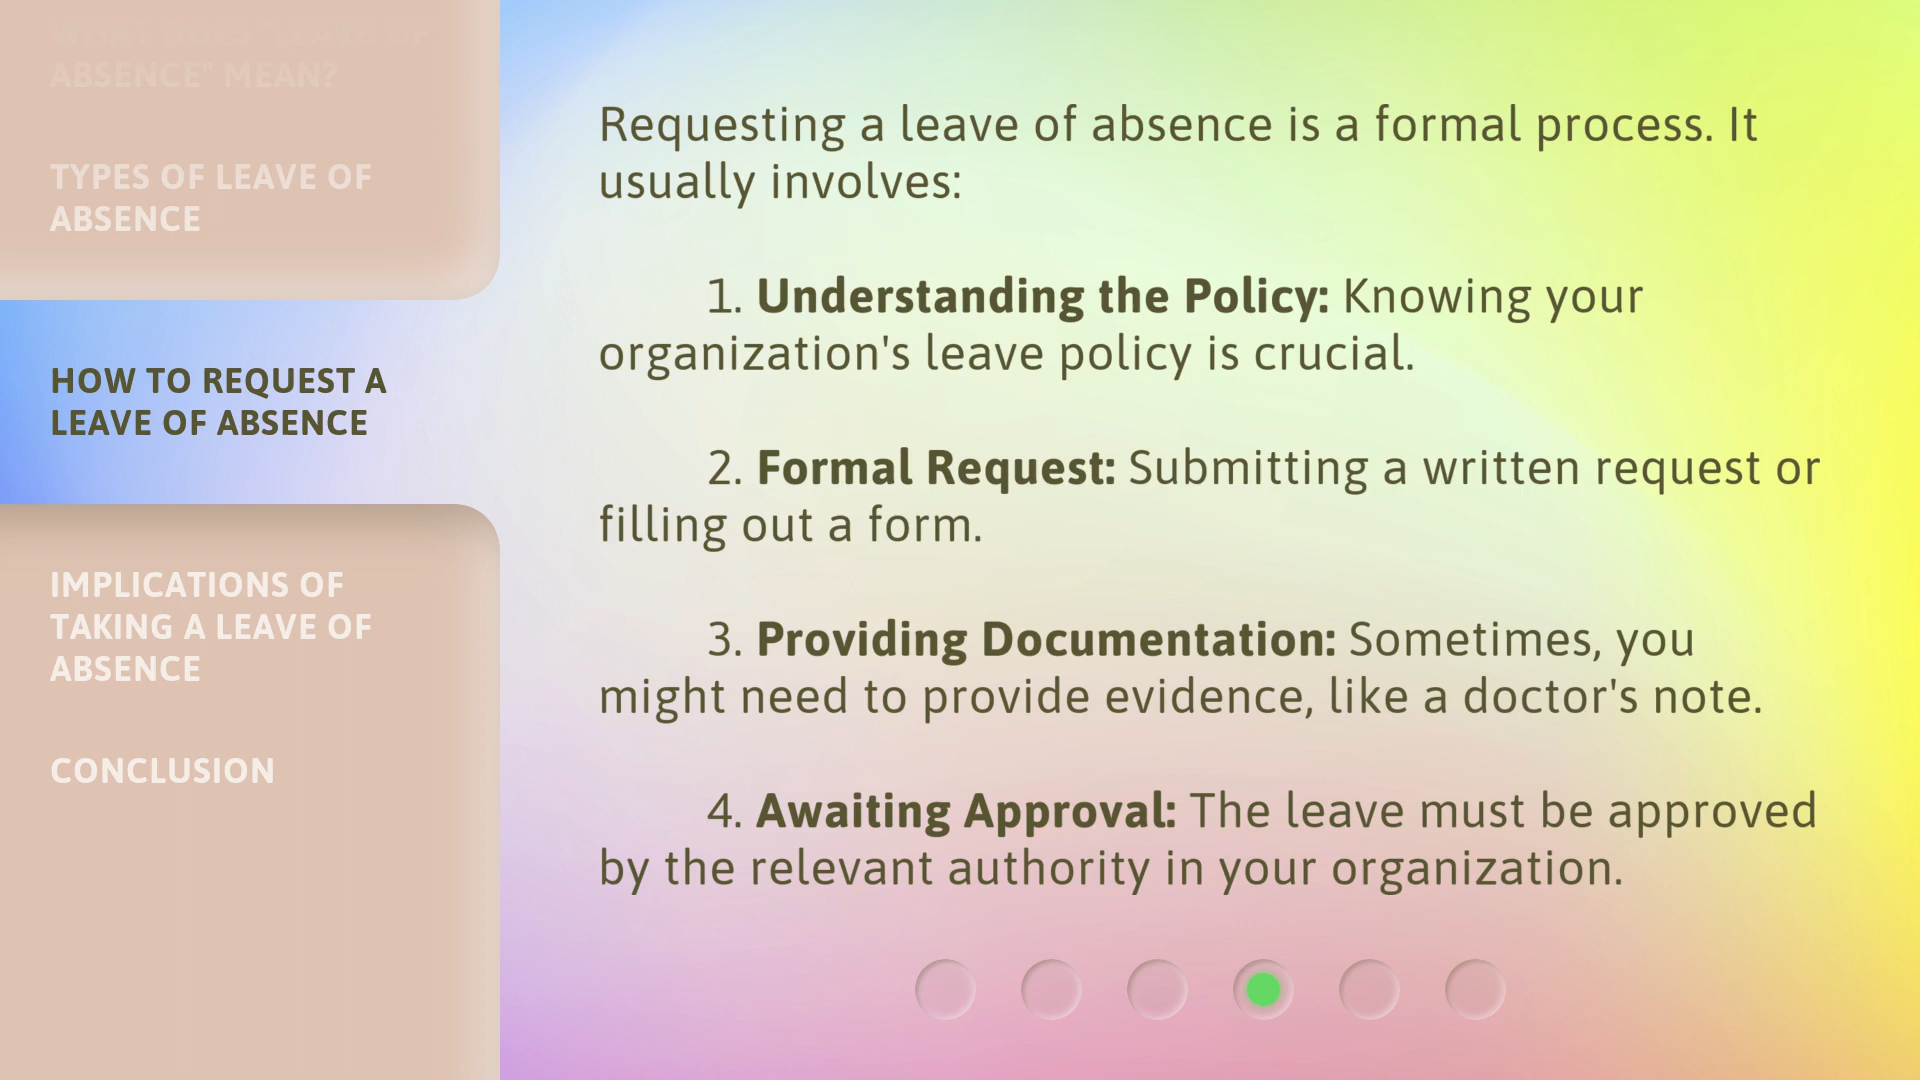 WHAT DOES "LEAVE OF
ABSENCE" MEAN?
TYPES OF LEAVE OF
ABSENCE
HOW TO REQUEST A
LEAVE OF ABSENCE
IMPLICATIONS OF
TAKING A LEAVE OF
ABSENCE
CONCLUSION
Requesting a leave of absence is a formal process. It
usually involves:
1. Understanding the Policy: Knowing your
organization's leave policy is crucial.
2. Formal Request: Submitting a written request or
filling out a form.
3. Providing Documentation: Sometimes, you
might need to provide evidence, like a doctor's note.
4. Awaiting Approval: The leave must be approved
by the relevant authority in your organization.